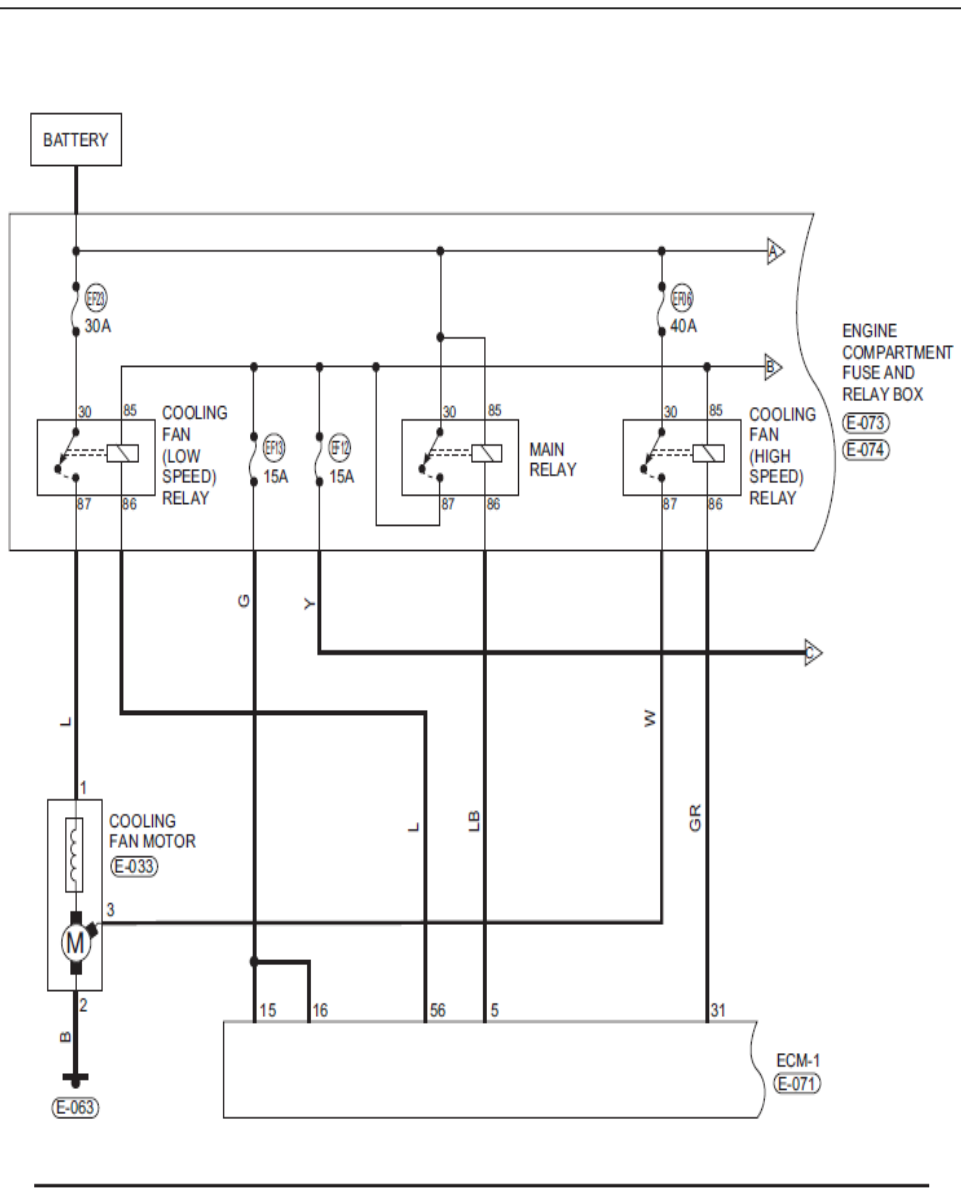 BATTERY
A
EF23
30A
EF06
40A
ENGINE
COMPARTMENT
FUSE AND
RELAY BOX
E-073
E-074
B
30
85
COOLING
FAN
(LOW
SPEED)
RELAY
87
86
EF13
15A
EF12
15A
30
85
MAIN
RELAY
87
86
30
85
COOLING
FAN
(HIGH
SPEED)
RELAY
87
86
G
Y
C
L
W
L
LB
GR
1
COOLING
FAN MOTOR
E-033
3
M
2
B
E-063
15
16
56
5
31
ECM-1
E-071